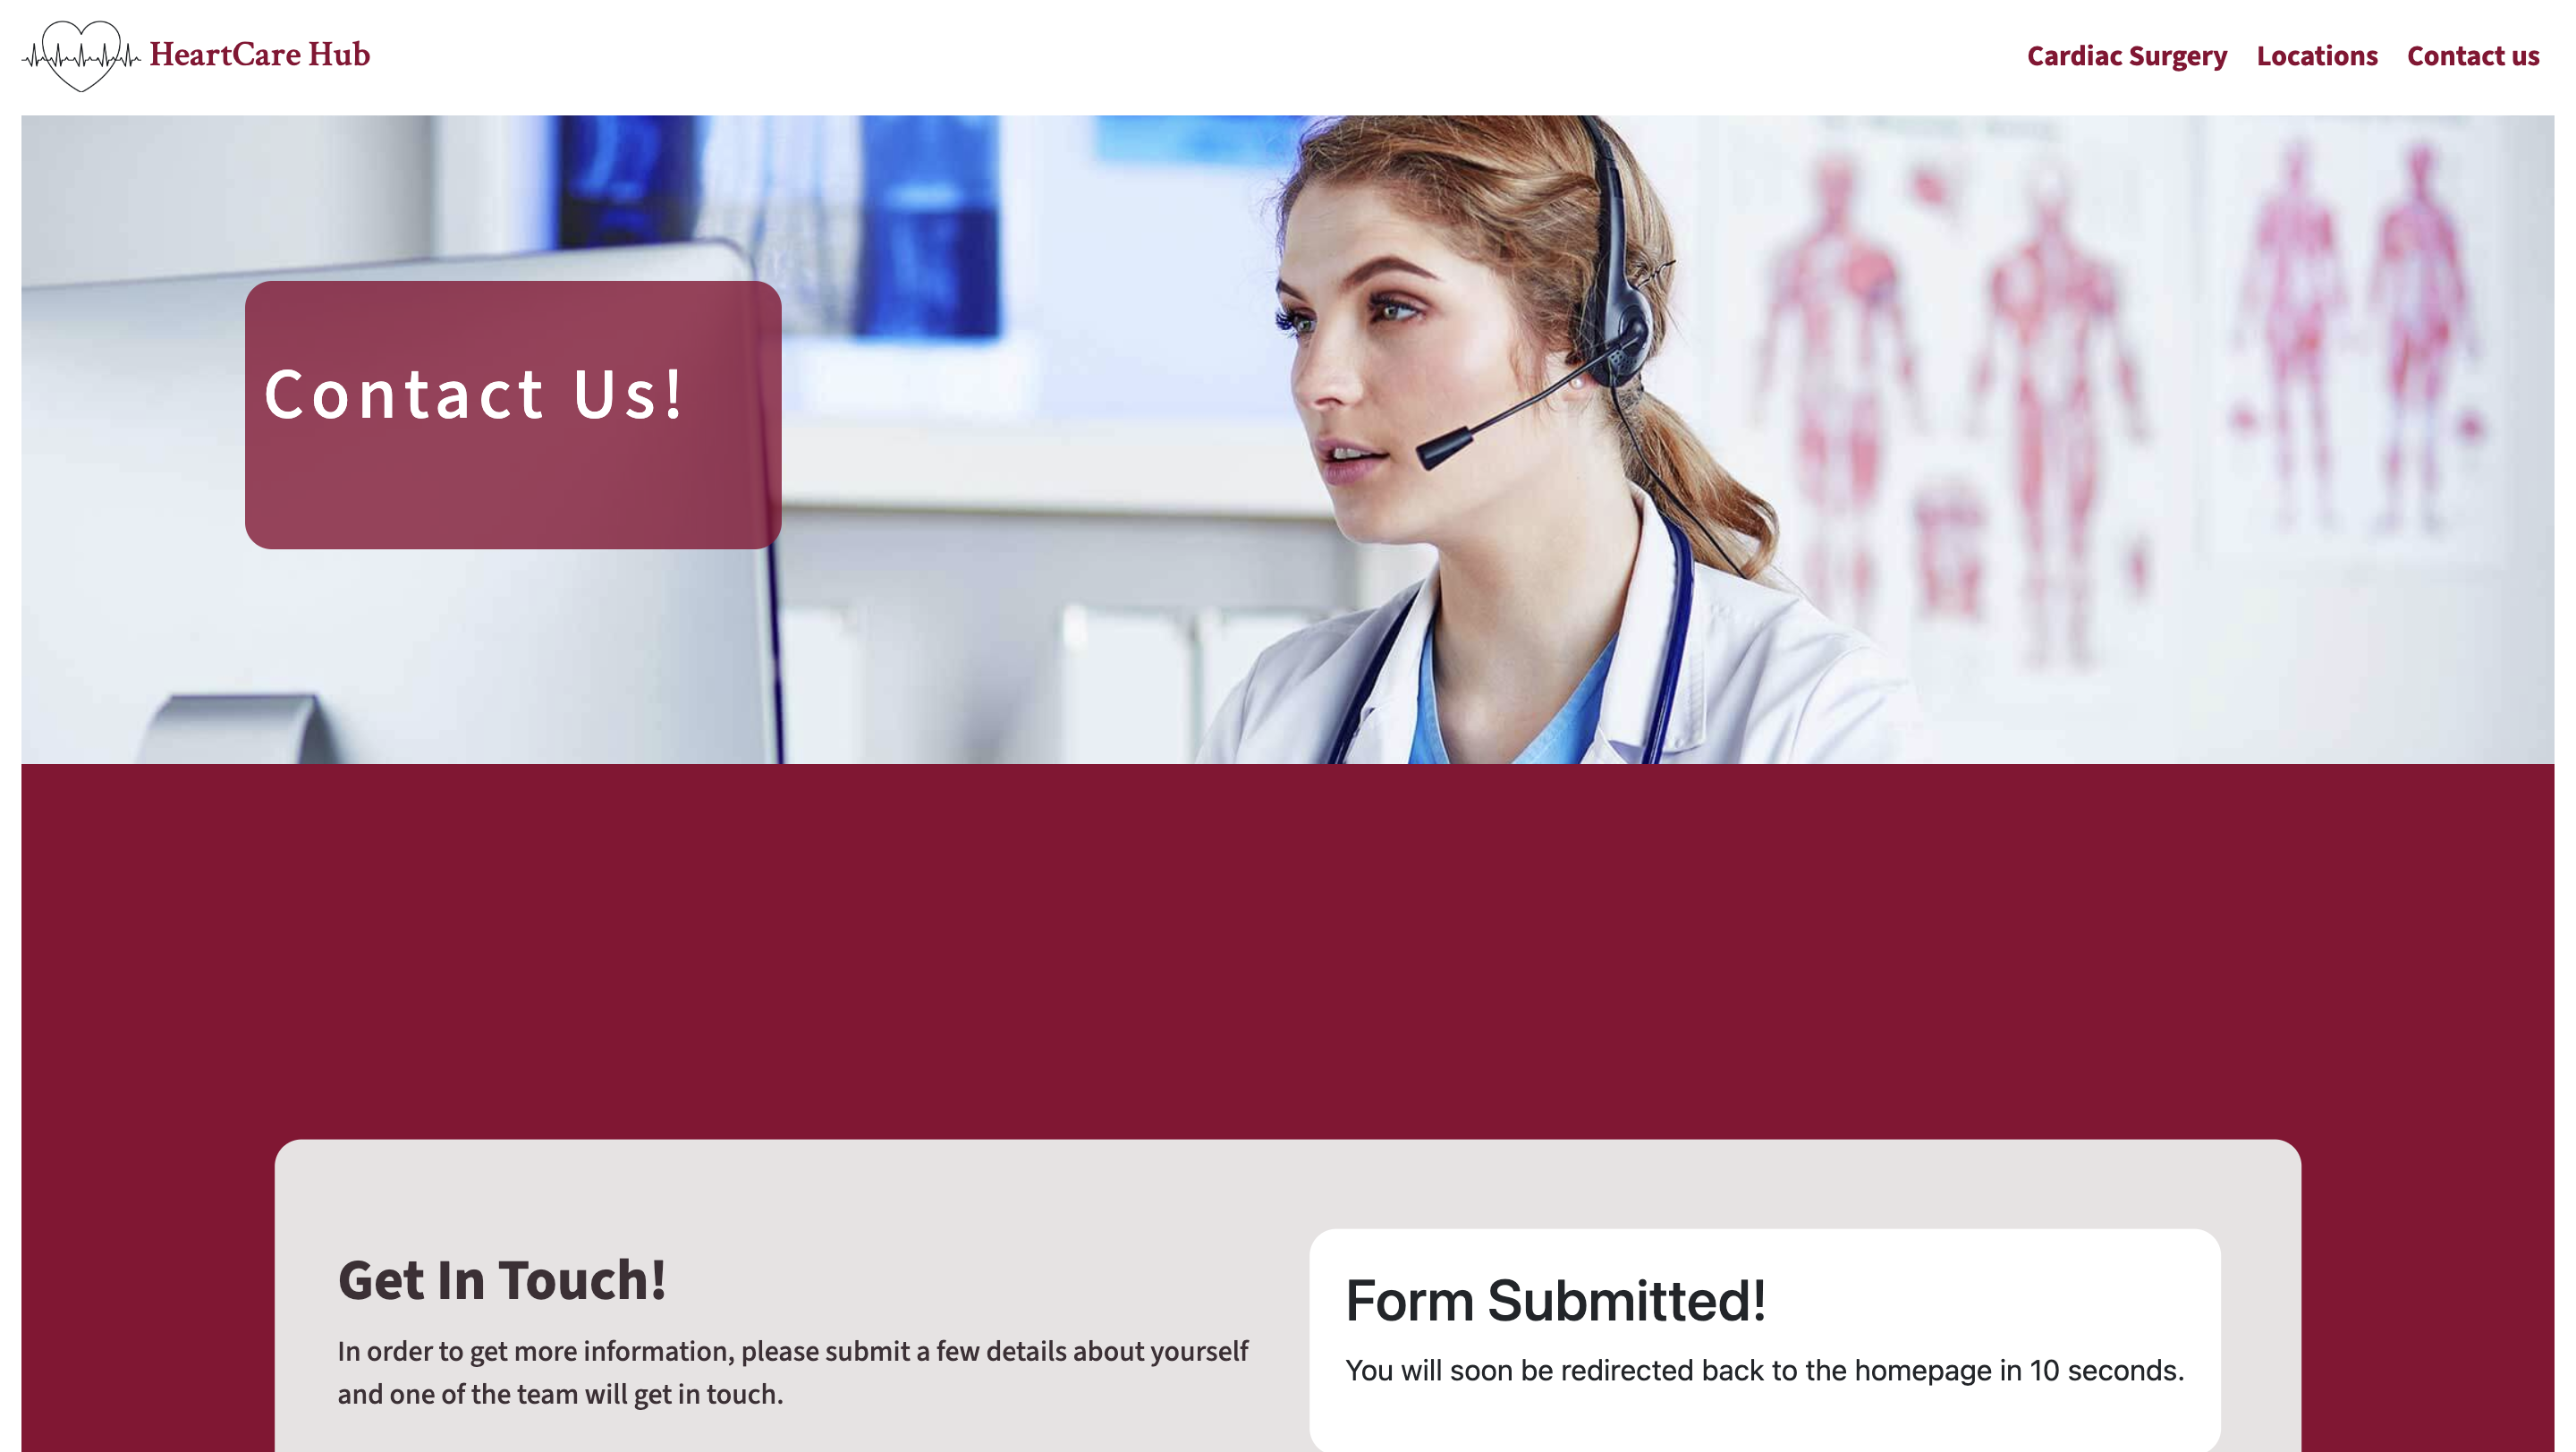 HeartCare Hub
Cardiac Surgery Locations Contact us
Contact Us!
Get In Touch!
In order to get more information, please submit a few details about yourself
and one of the team will get in touch.
Form Submitted!
You will soon be redirected back to the homepage in 10 seconds.